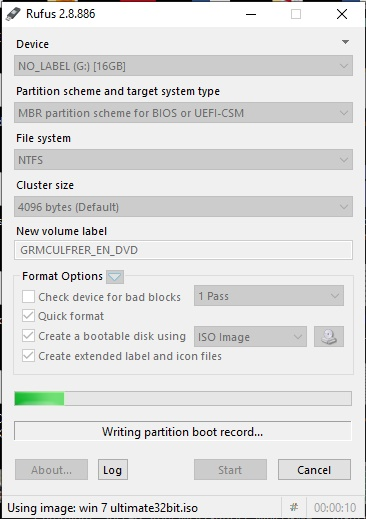 Rufus 2.8.886
Device
NO_LABEL (G:) [16GB]
Partition scheme and target system type
MBR partition scheme for BIOS or UEFI-CSM
File system
NTFS
Cluster size
4096 bytes (Default)
New volume label
GRMCULFRER_EN_DVD
Format Options
Check device for bad blocks 1 Pass
Quick format
Create a bootable disk using ISO Image
Create extended label and icon files
Writing partition boot record...
About... Log Start Cancel
Using image: win 7 ultimate32bit.iso # 00:00:10